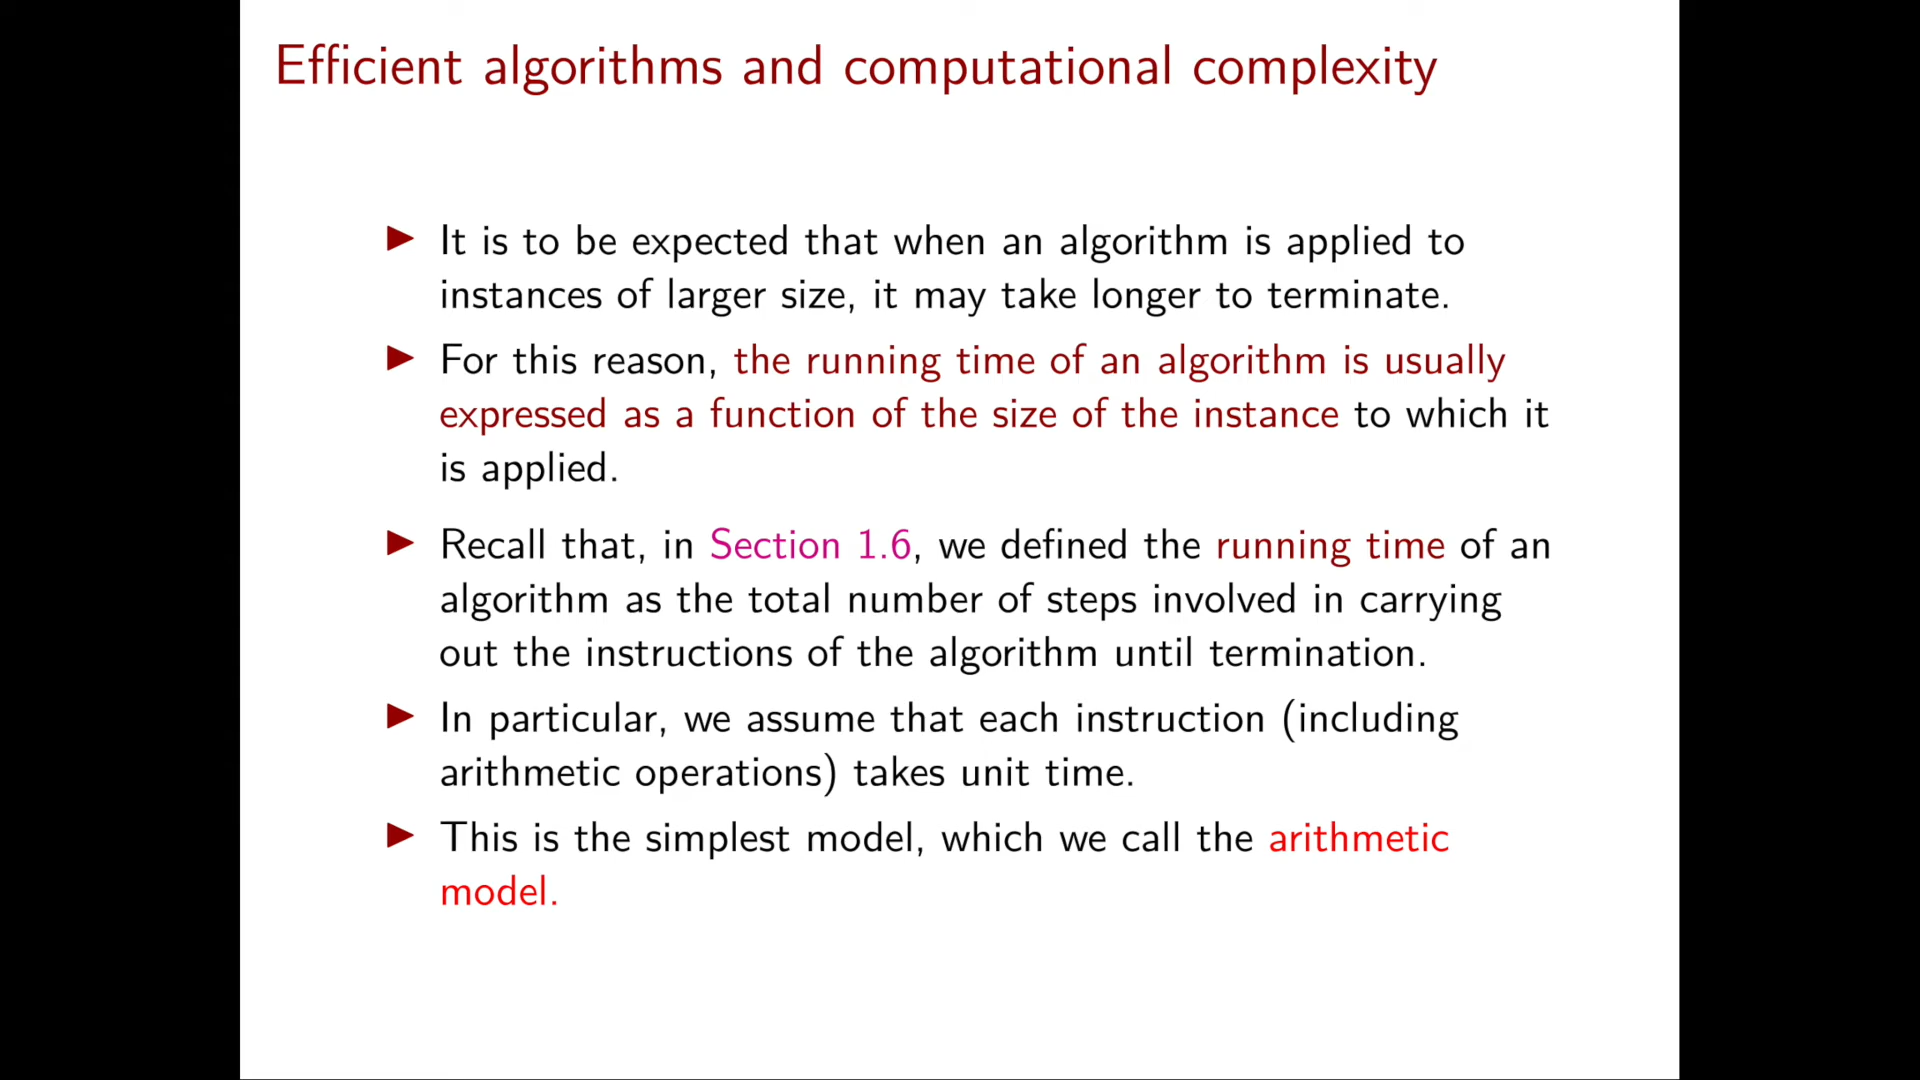 Efficient algorithms and computational complexity
▶ It is to be expected that when an algorithm is applied to
instances of larger size, it may take longer to terminate.
▶ For this reason, the running time of an algorithm is usually
expressed as a function of the size of the instance to which it
is applied.
▶ Recall that, in Section 1.6, we defined the running time of an
algorithm as the total number of steps involved in carrying
out the instructions of the algorithm until termination.
▶ In particular, we assume that each instruction (including
arithmetic operations) takes unit time.
▶ This is the simplest model, which we call the arithmetic
model.